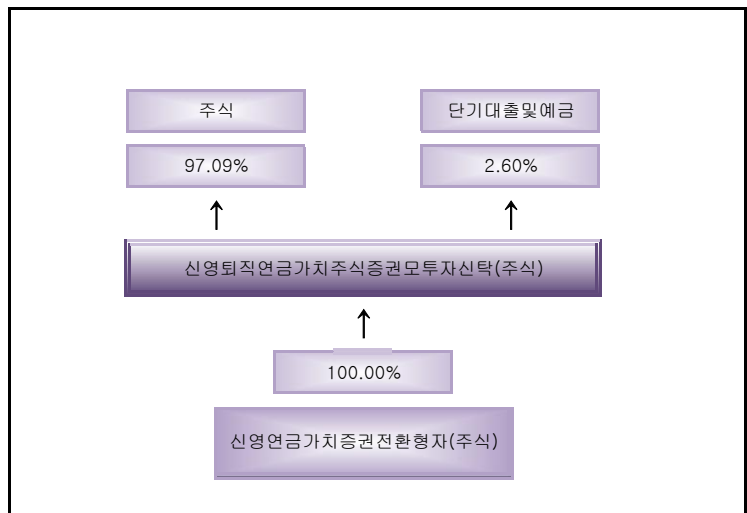 주식
단기대출및예금
97.09%
2.60%
신영퇴직연금가치주식증권모투자신탁(주식)
100.00%
신영연금가치증권전환형자(주식)